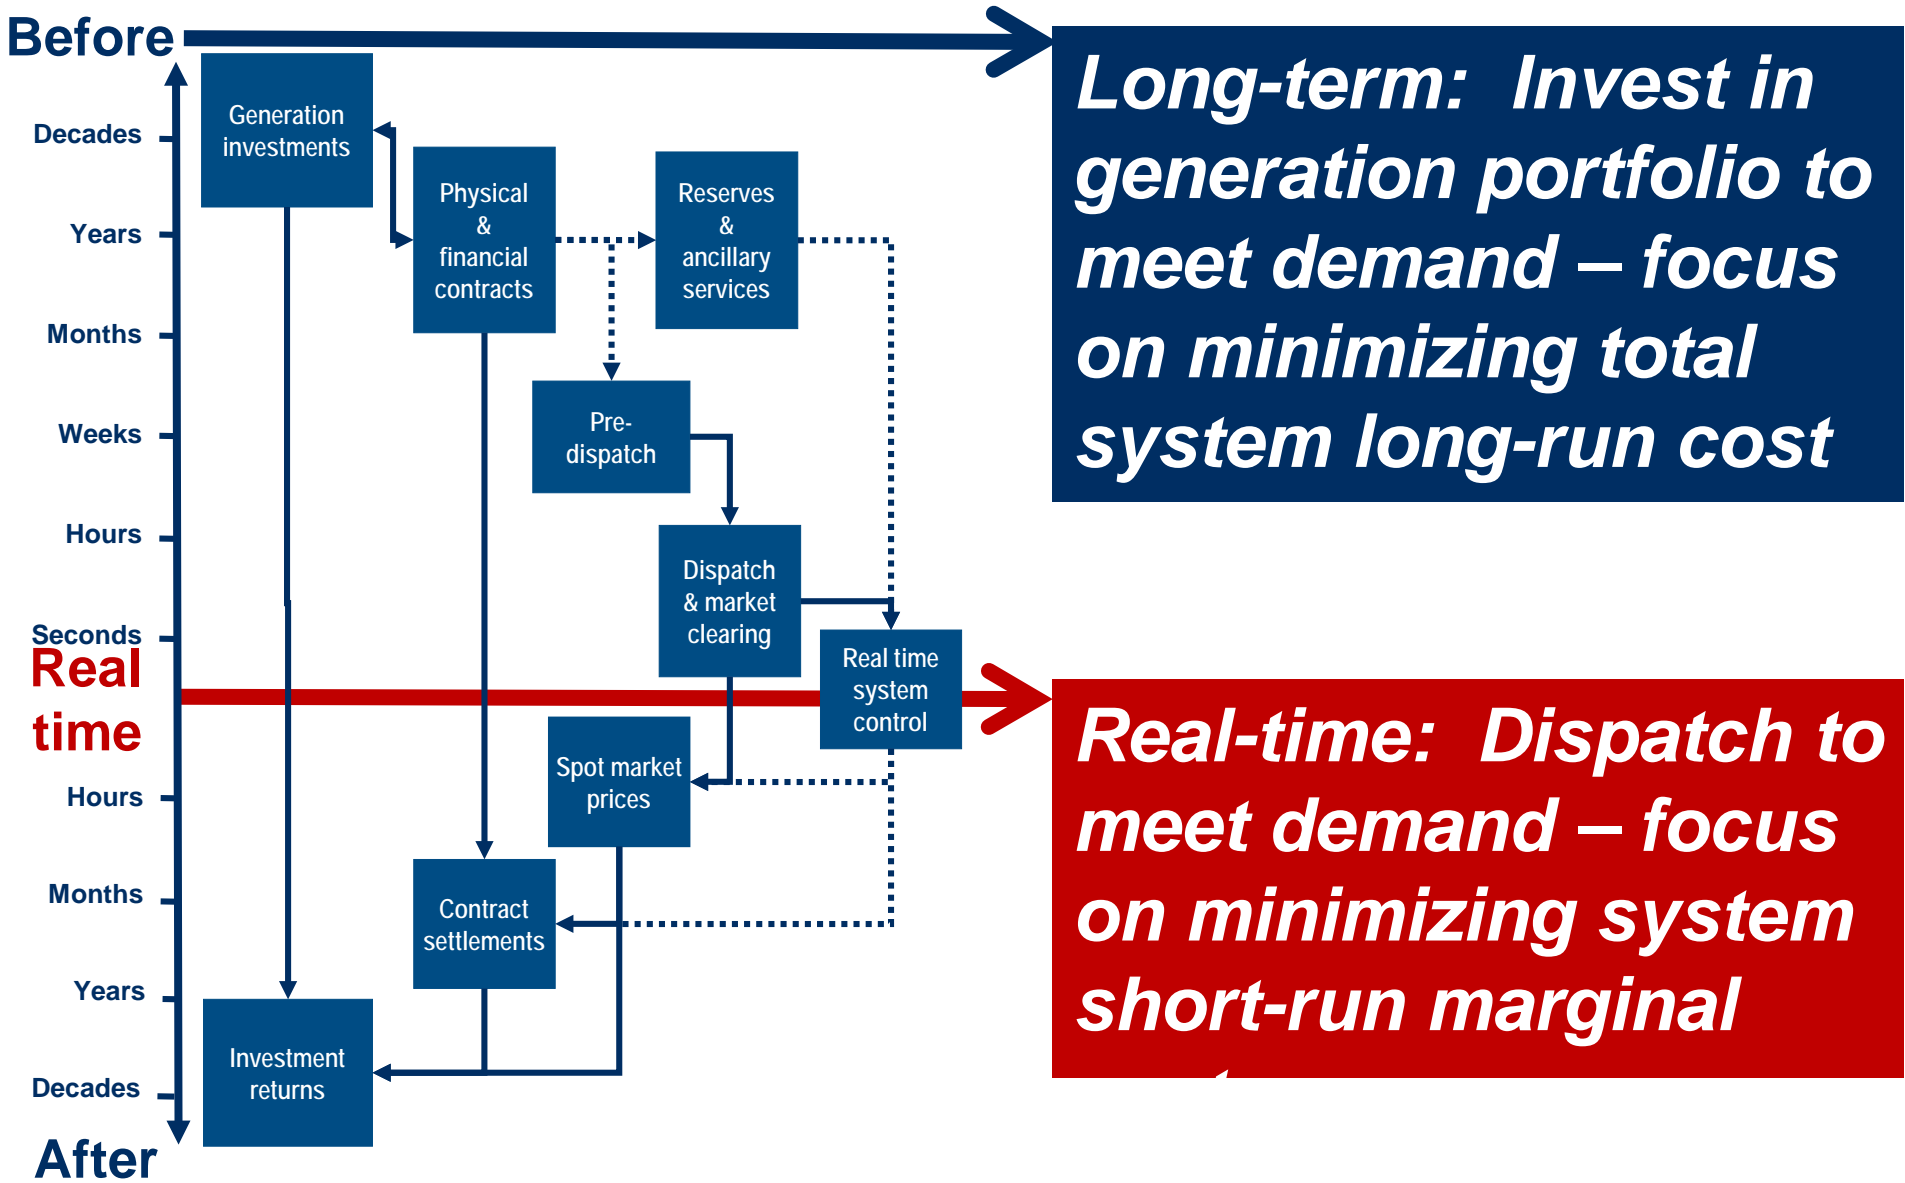 Before
Decades
Years
Months
Weeks
Hours
Seconds
Real
time
Hours
Months
Years
Decades
After
Generation
investments
Physical
&
financial
contracts
Reserves
&
ancillary
services
Pre-
dispatch
Dispatch
& market
clearing
Real time
system
control
Spot market
prices
Contract
settlements
Investment
returns
Long-term: Invest in
generation portfolio to
meet demand – focus
on minimizing total
system long-run cost
Real-time: Dispatch to
meet demand – focus
on minimizing system
short-run marginal